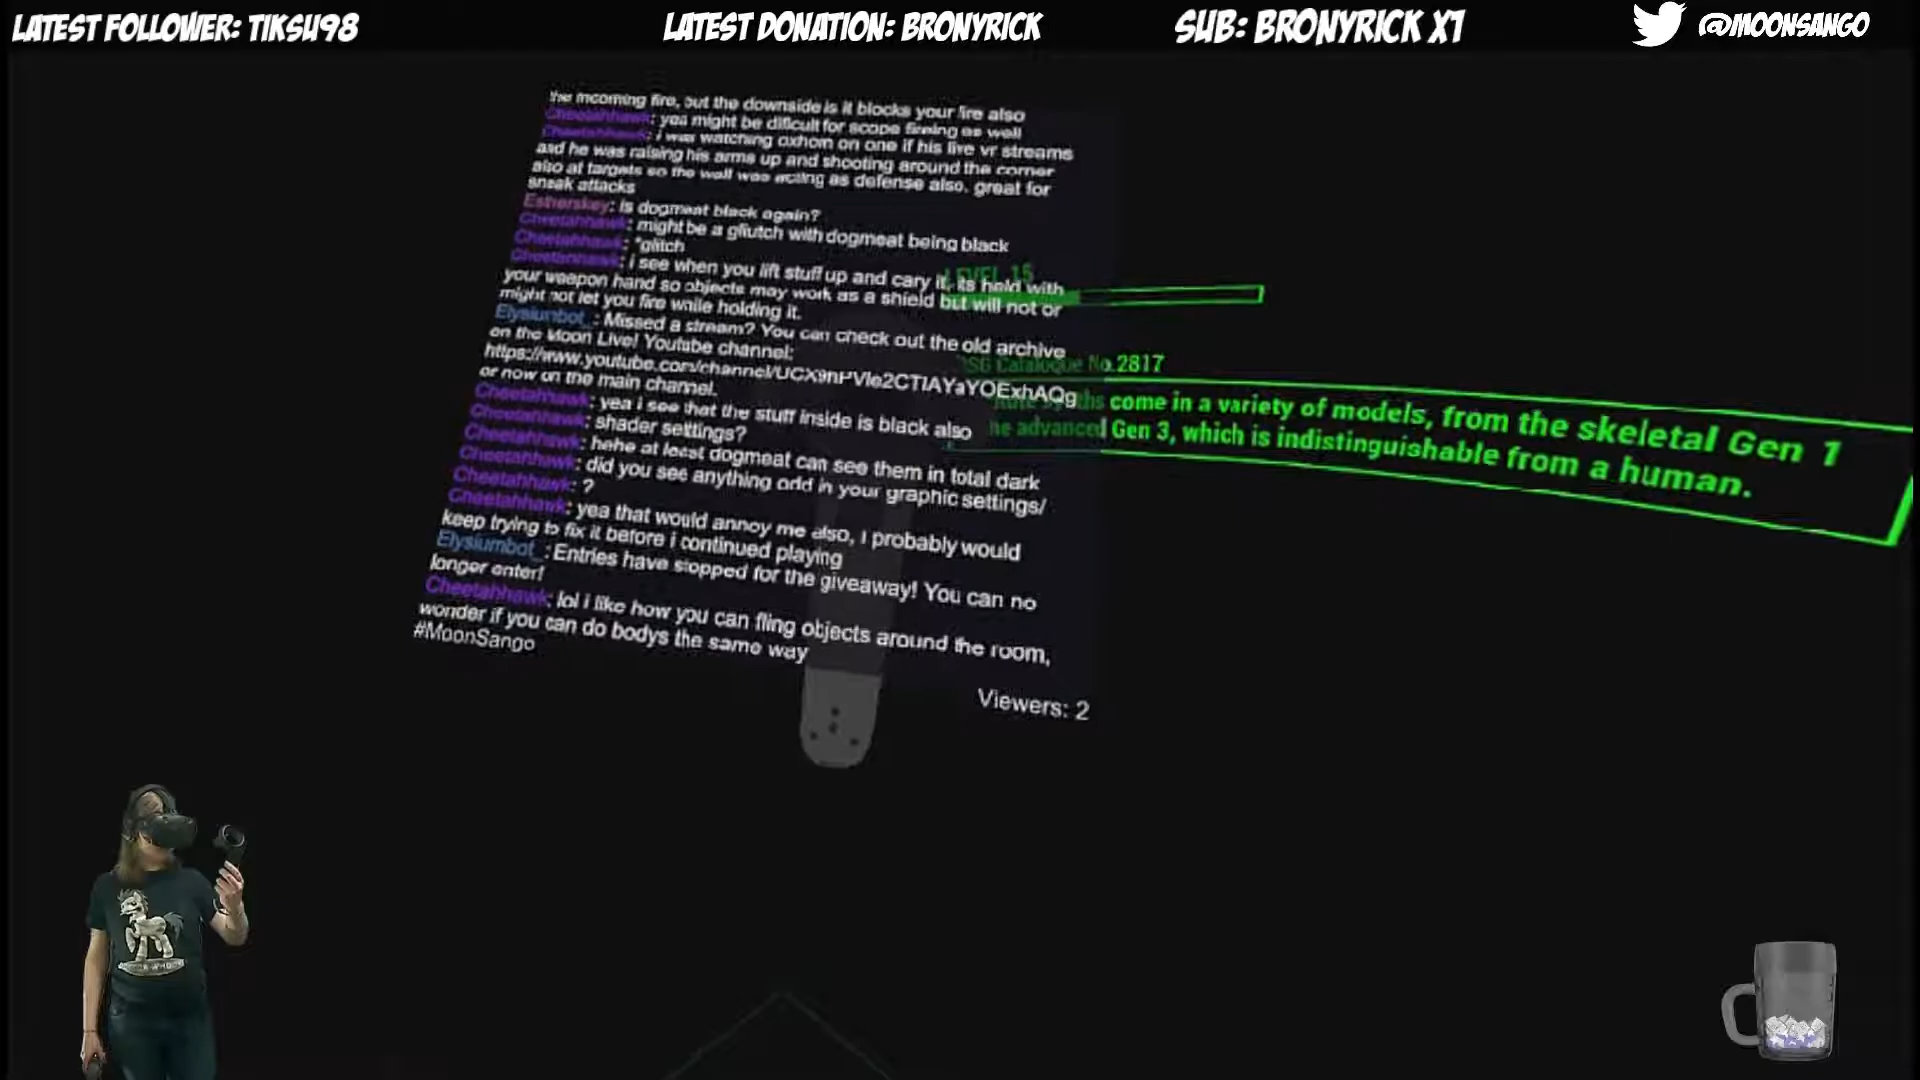 LATEST FOLLOWER: TIKSU98
LATEST DONATION: BRONYRICK
SUB: BRONYRICK X1
@MOONSANGO
the incoming fire, but the downside is it blocks your fire also
Cheetahhawk: yea might be dificult for scope fireing as well
Cheetahhawk: i was watching oxhorn on one if his live vr streams
and he was raising his arms up and shooting around the corner
also at targets so the wall was acting as defense also. great for
sneak attacks
Estherskey: is dogmeat black again?
Cheetahhawk: might be a gliutch with dogmeat being black
Cheetahhawk: *glitch
Cheetahhawk: i see when you lift stuff up and cary it, its held with
your weapon hand so objects may work as a shield but will not or
might not let you fire while holding it.
Elysiumbot_: Missed a stream? You can check out the old archive
on the Moon Live! Youtube channel:
https://www.youtube.com/channel/UCX9nPVle2CTIAYaYOExhAQg
or now on the main channel.
Cheetahhawk: yea i see that the stuff inside is black also
Cheetahhawk: shader settings?
Cheetahhawk: hehe at least dogmeat can see them in total dark
Cheetahhawk: did you see anything odd in your graphic settings/
Cheetahhawk: ?
Cheetahhawk: yea that would annoy me also, i probably would
keep trying to fix it before i continued playing
Elysiumbot_: Entries have stopped for the giveaway! You can no
longer enter!
Cheetahhawk: lol i like how you can fling objects around the room,
wonder if you can do bodys the same way
#MoonSango
Viewers: 2
LEVEL 15
Catalogue No.2817
come in a variety of models, from the skeletal Gen 1
advanced Gen 3, which is indistinguishable from a human.